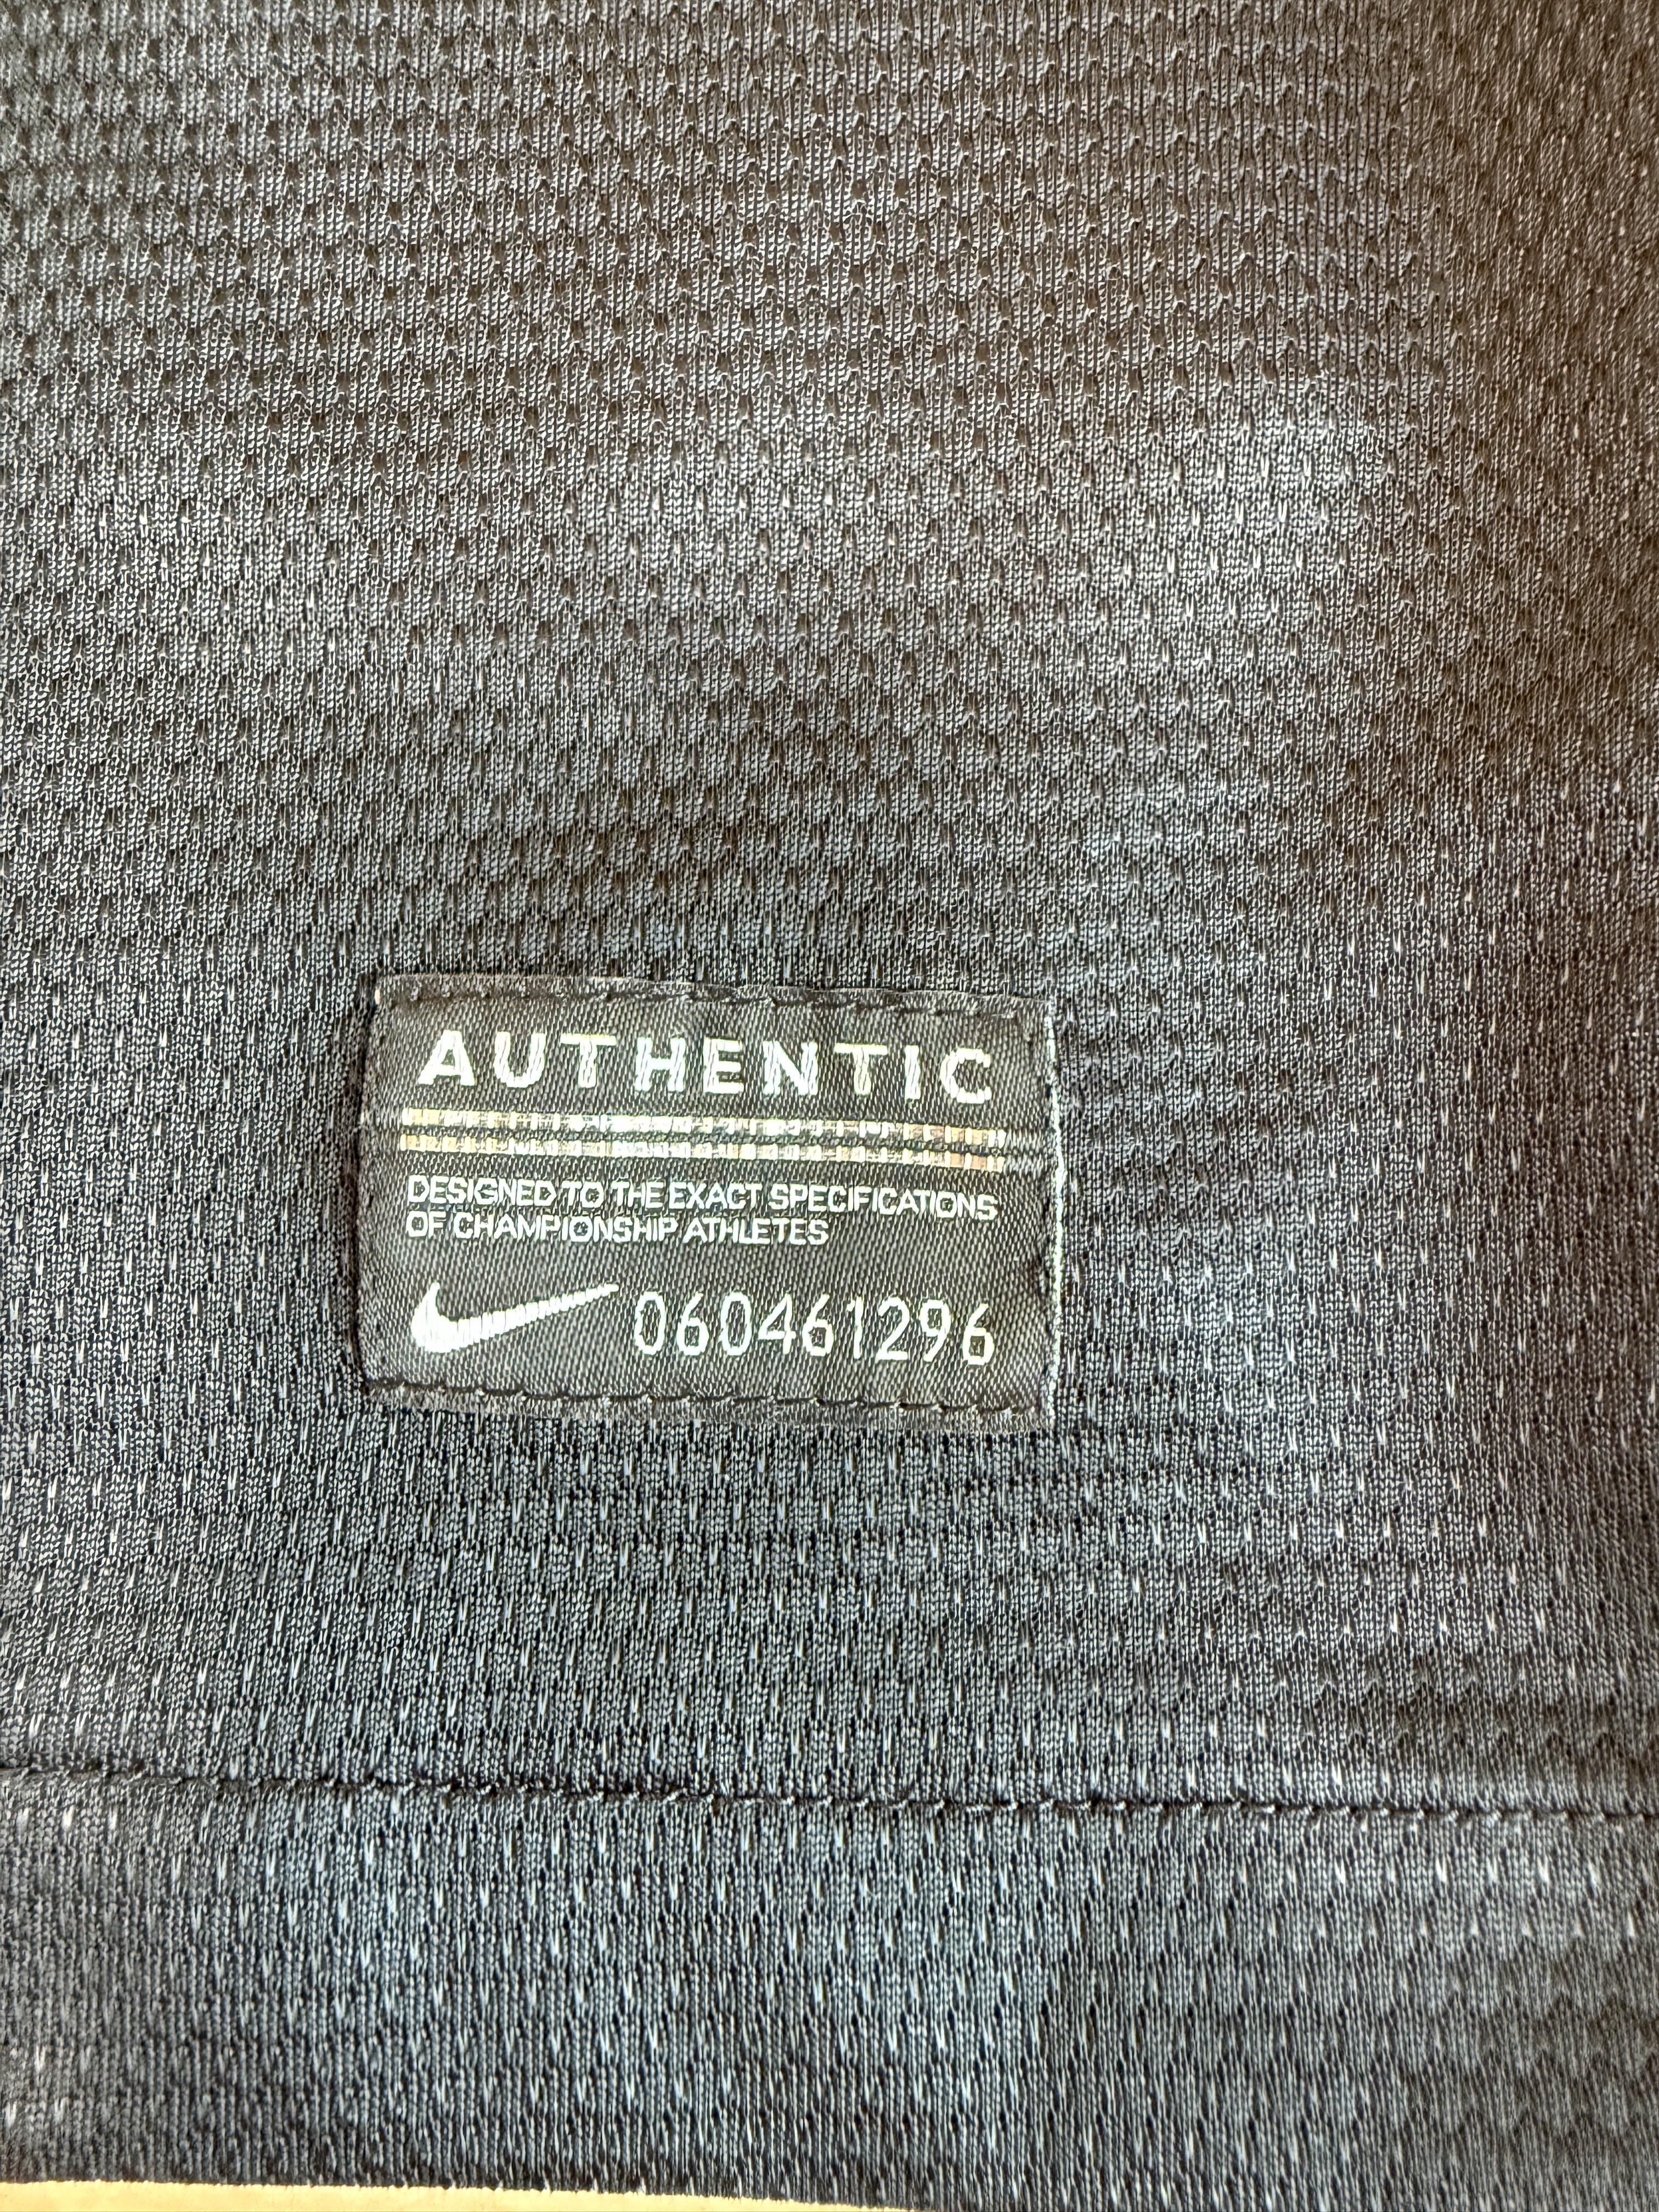 AUTHENTIC
DESIGNED TO THE EXACT SPECIFICATIONS
OF CHAMPIONSHIP ATHLETES
060461296